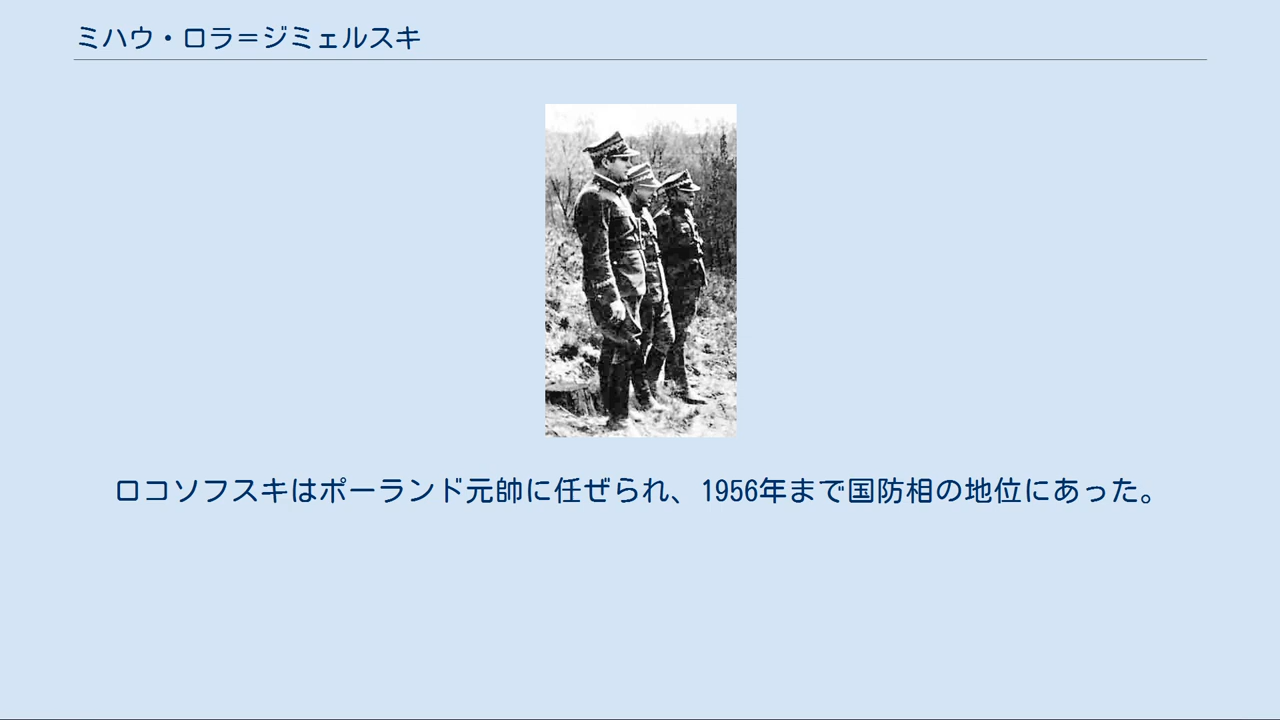 ミハウ・ロラ＝ジミェルスキ
ロコソフスキはポーランド元帥に任ぜられ、1956年まで国防相の地位にあった。